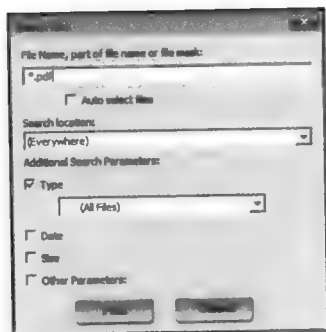 File Name, part of file name or file mask:
*.pdf
Auto select files
Search location:
(Everywhere)
Additional Search Parameters:
Type
(All Files)
Date
Size
Other Parameters: